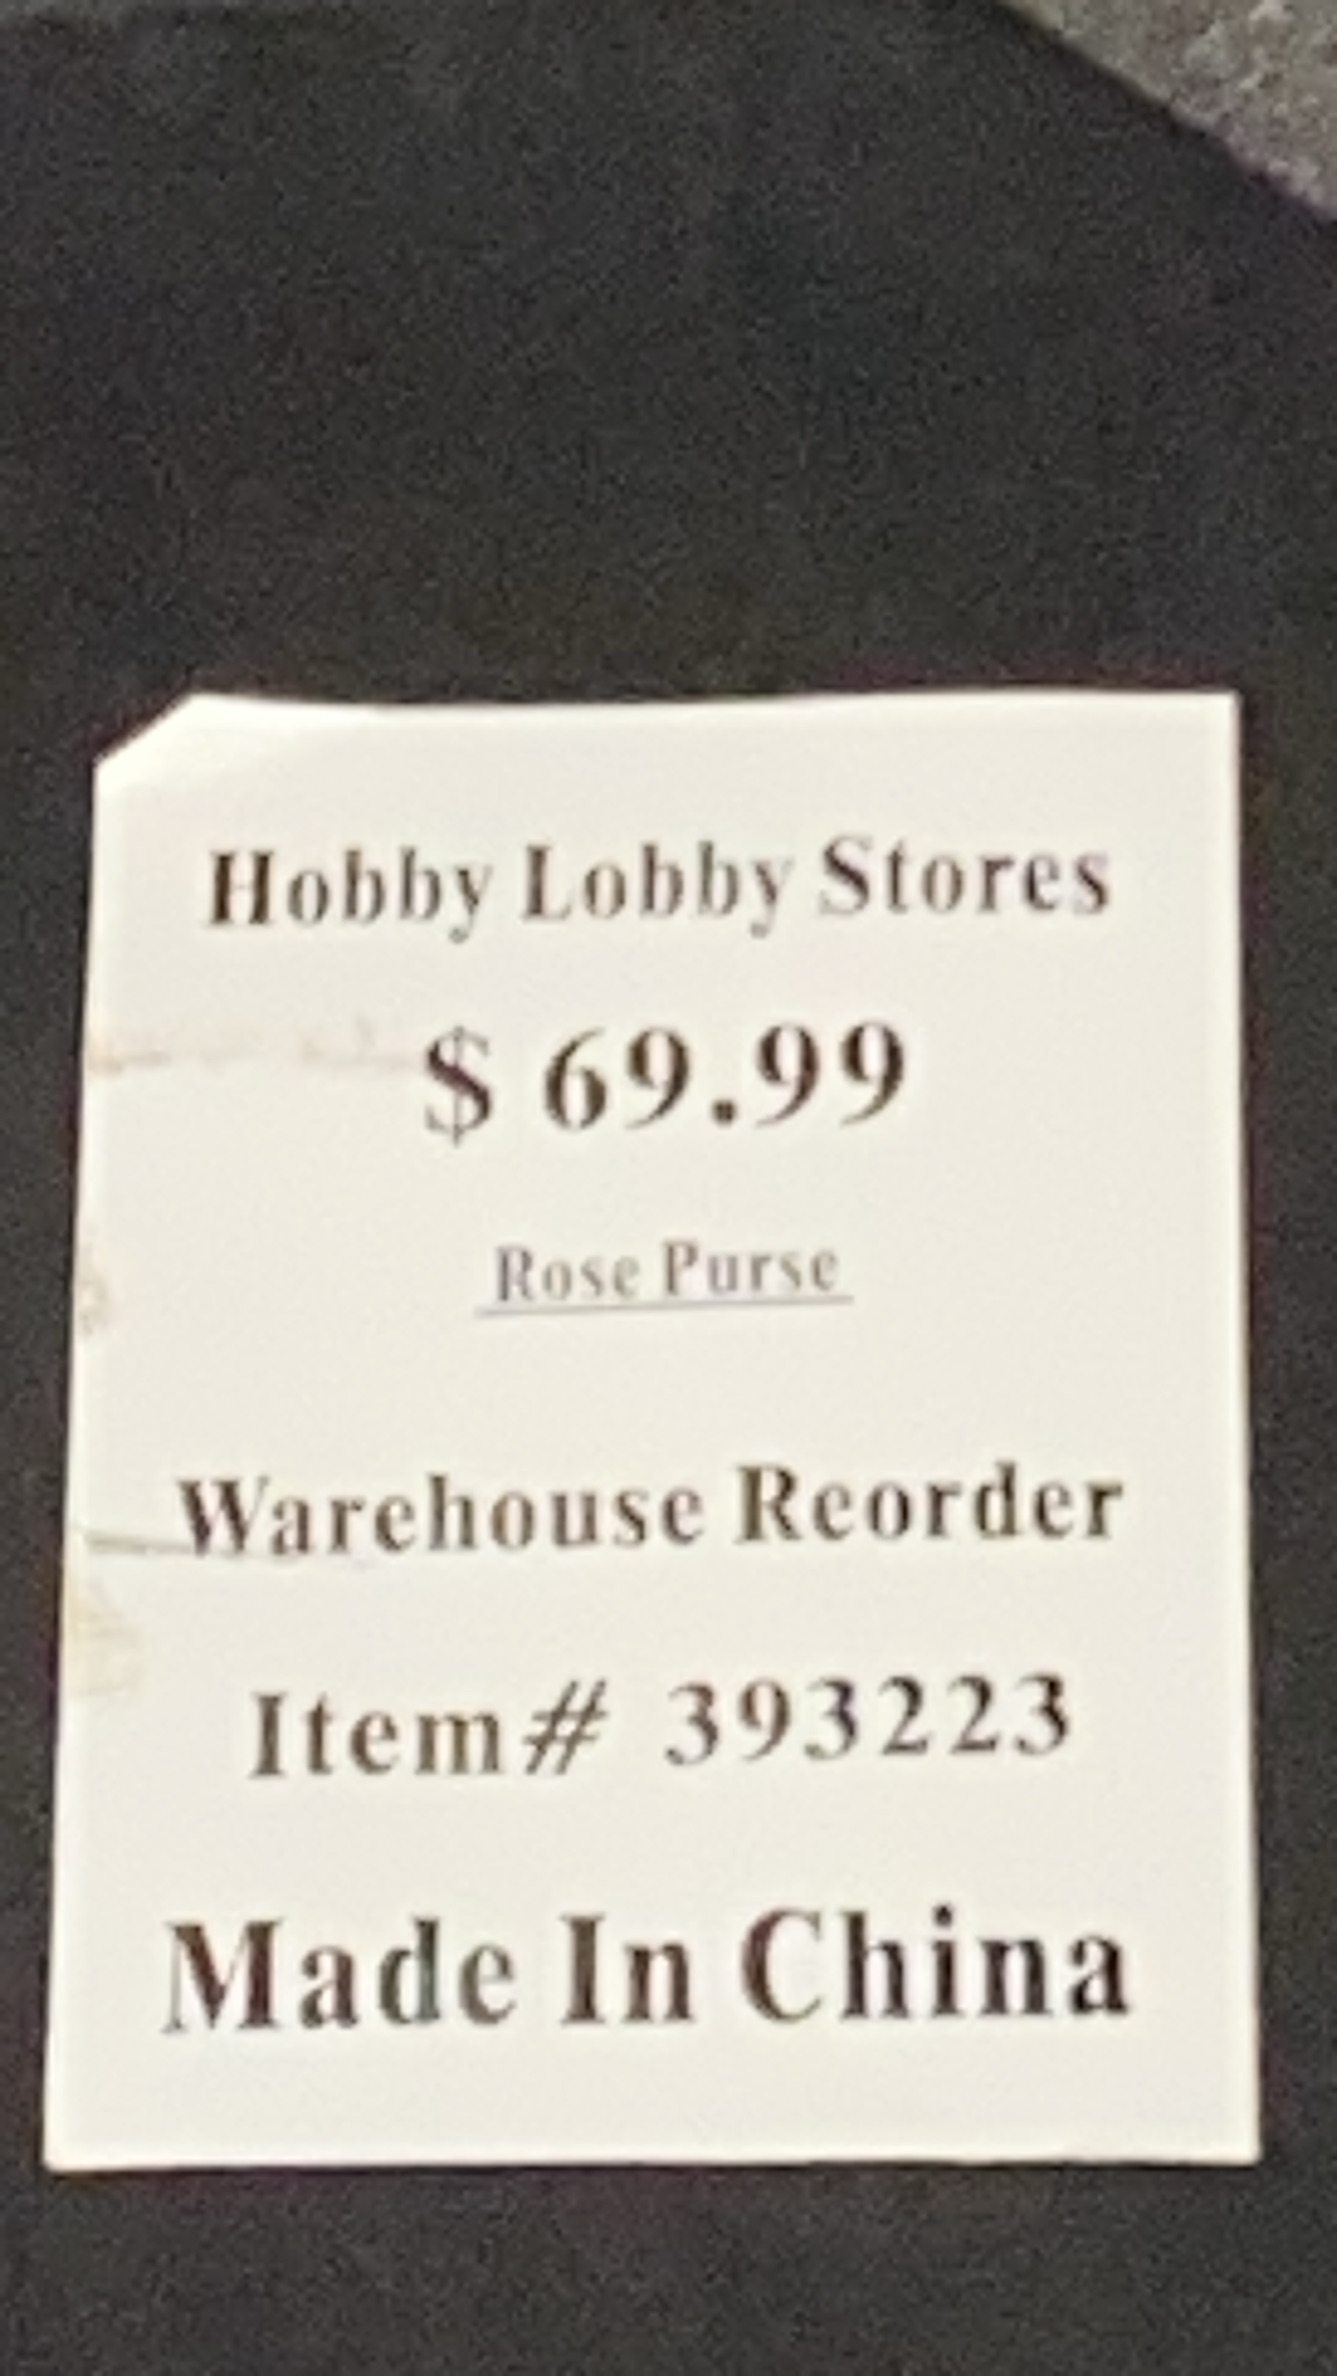 Hobby Lobby Stores
$ 69.99
Rose Purse
Warehouse Reorder
Item# 393223
Made In China